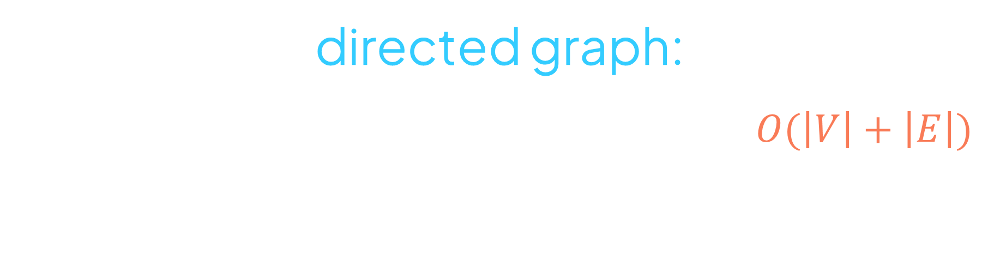 directed graph:
O(|V| + |E|)